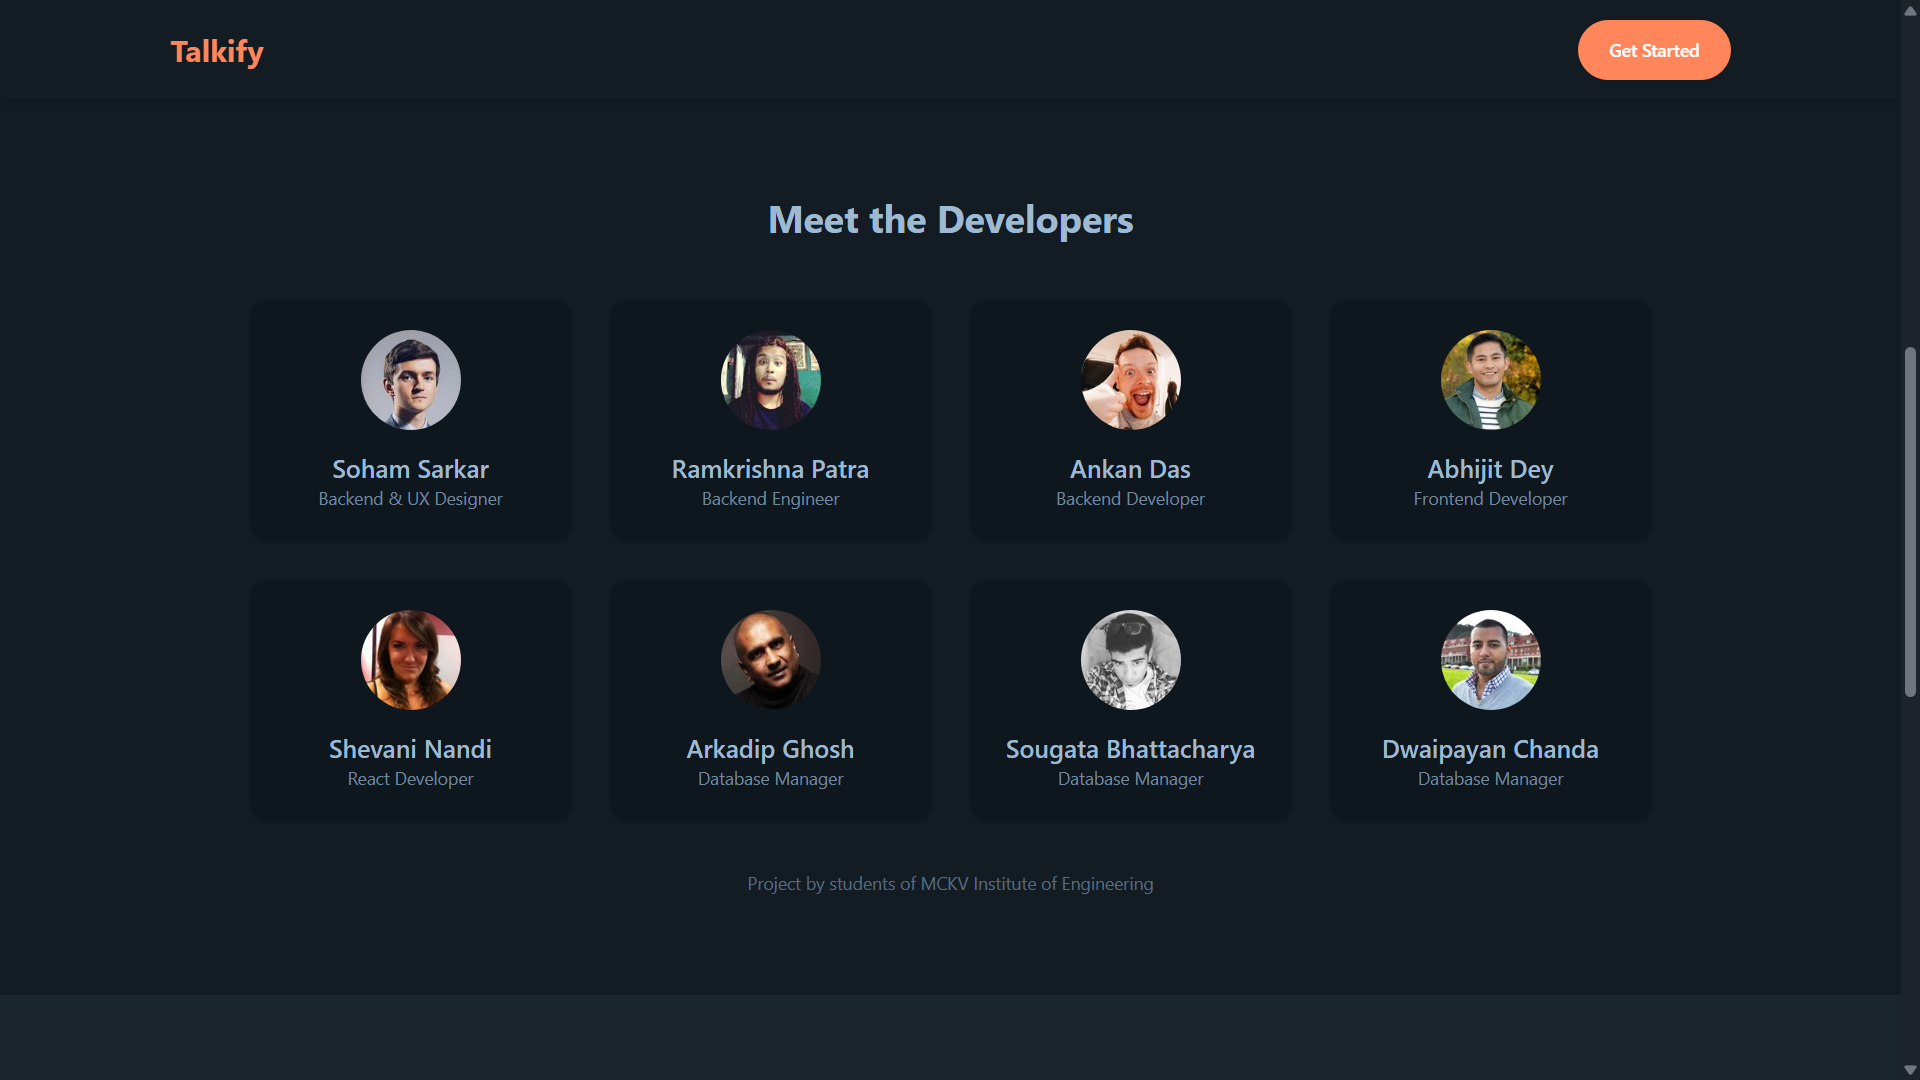 Talkify
Get Started
Meet the Developers
Soham Sarkar
Backend & UX Designer
Ramkrishna Patra
Backend Engineer
Ankan Das
Backend Developer
Abhijit Dey
Frontend Developer
Shevani Nandi
React Developer
Arkadip Ghosh
Database Manager
Sougata Bhattacharya
Database Manager
Dwaipayan Chanda
Database Manager
Project by students of MCKV Institute of Engineering